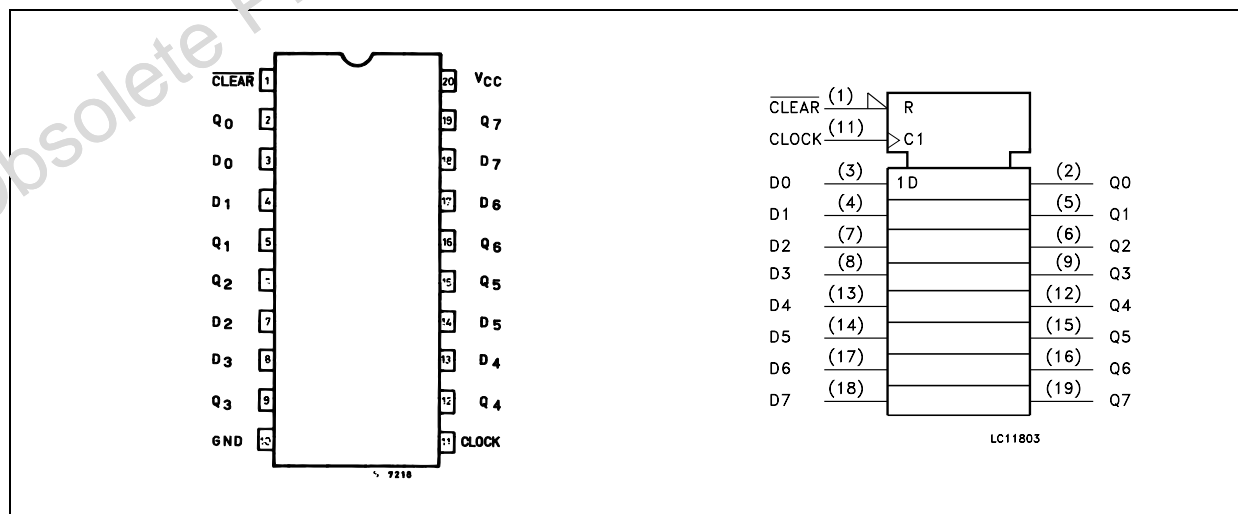 Obsolete P
CLEAR 1 20 VCC
Q0 2 19 Q7
D0 3 18 D7
D1 4 17 D6
Q1 5 16 Q6
Q2 15 Q5
D2 7 14 D5
D3 8 13 D4
Q3 9 12 Q4
GND 10 11 CLOCK
7218
CLEAR (1) R
CLOCK (11) C1
D0 (3) 1D (2) Q0
D1 (4) (5) Q1
D2 (7) (6) Q2
D3 (8) (9) Q3
D4 (13) (12) Q4
D5 (14) (15) Q5
D6 (17) (16) Q6
D7 (18) (19) Q7
LC11803